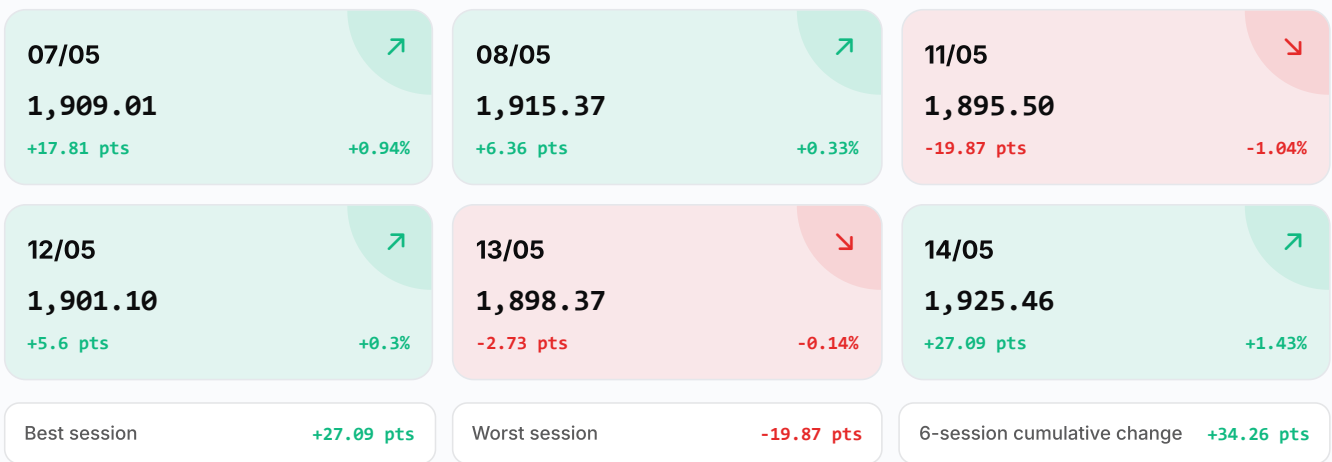 07/05
1,909.01
+17.81 pts +0.94%
08/05
1,915.37
+6.36 pts +0.33%
11/05
1,895.50
-19.87 pts -1.04%
12/05
1,901.10
+5.6 pts +0.3%
13/05
1,898.37
-2.73 pts -0.14%
14/05
1,925.46
+27.09 pts +1.43%
Best session +27.09 pts
Worst session -19.87 pts
6-session cumulative change +34.26 pts